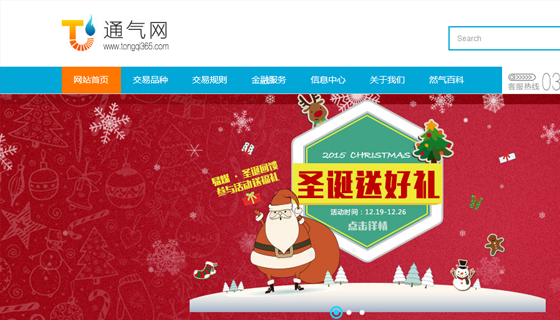 通气网
www.tongqi365.com
Search
网站首页 交易品种 交易规则 金融服务 信息中心 关于我们 燃气百科
客服热线 03
2015 CHRISTMAS
易燃·圣诞回馈
参与活动送福礼
圣诞送好礼
活动时间：12.19-12.26
点击详情